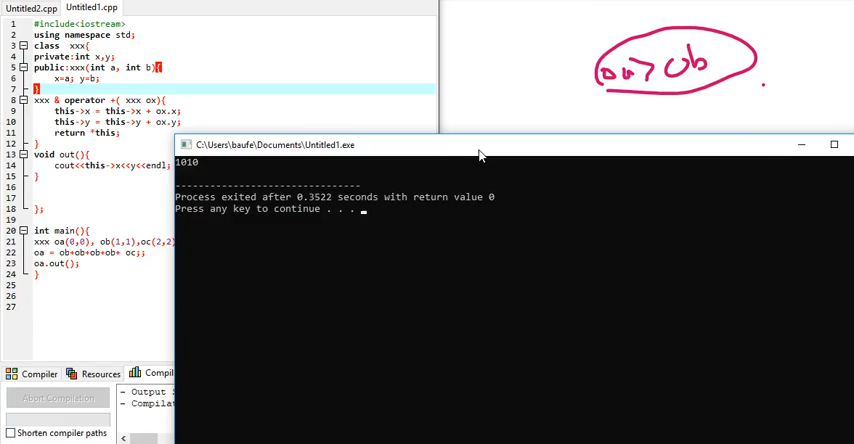 Untitled2.cpp Untitled1.cpp
1 #include<iostream>
2 using namespace std;
3 class xxx{
4 private:int x,y;
5 public:xxx(int a, int b){
6 x=a; y=b;
7 }
8 xxx & operator +( xxx ox){
9 this->x = this->x + ox.x;
10 this->y = this->y + ox.y;
11 return *this;
12 }
13 void out(){
14 cout<<this->x<<y<<endl;
15 }
16
17
18 };
19
20 int main(){
21 xxx oa(0,0), ob(1,1),oc(2,2)
22 oa = ob+ob+ob+ob+ oc;;
23 oa.out();
24 }
25
26
27
C:\Users\baufe\Documents\Untitled1.exe
1010
--------------------------------
Process exited after 0.3522 seconds with return value 0
Press any key to continue . . .
ob
Compiler Resources Compil
Abort Compilation
Shorten compiler paths
- Output S
- Compilat